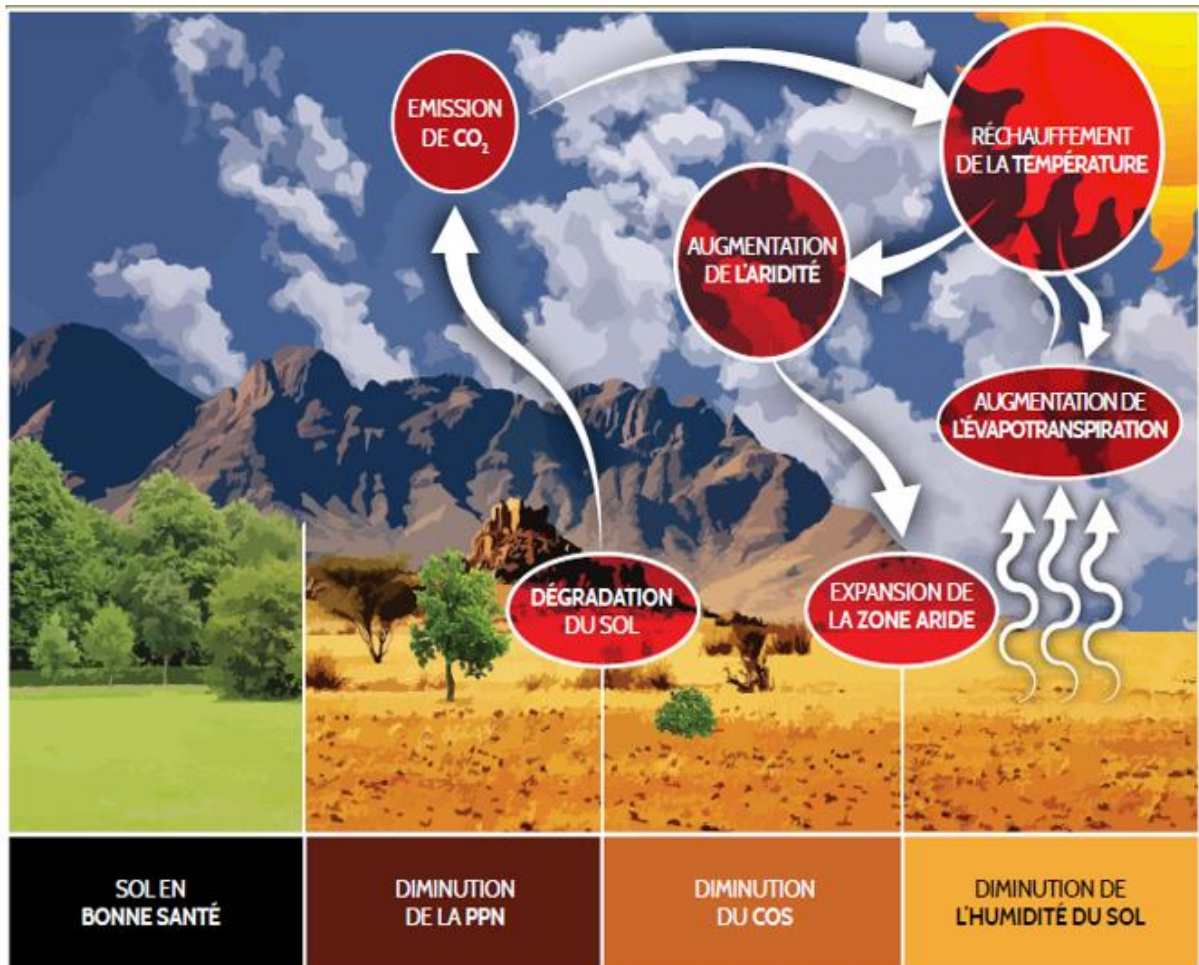 EMISSION
DE CO₂
RÉCHAUFFEMENT
DE LA TEMPÉRATURE
AUGMENTATION
DE L'ARIDITÉ
AUGMENTATION DE
L'ÉVAPOTRANSPIRATION
DÉGRADATION
DU SOL
EXPANSION DE
LA ZONE ARIDE
SOL EN
BONNE SANTÉ
DIMINUTION
DE LA PPN
DIMINUTION
DU COS
DIMINUTION DE
L'HUMIDITÉ DU SOL